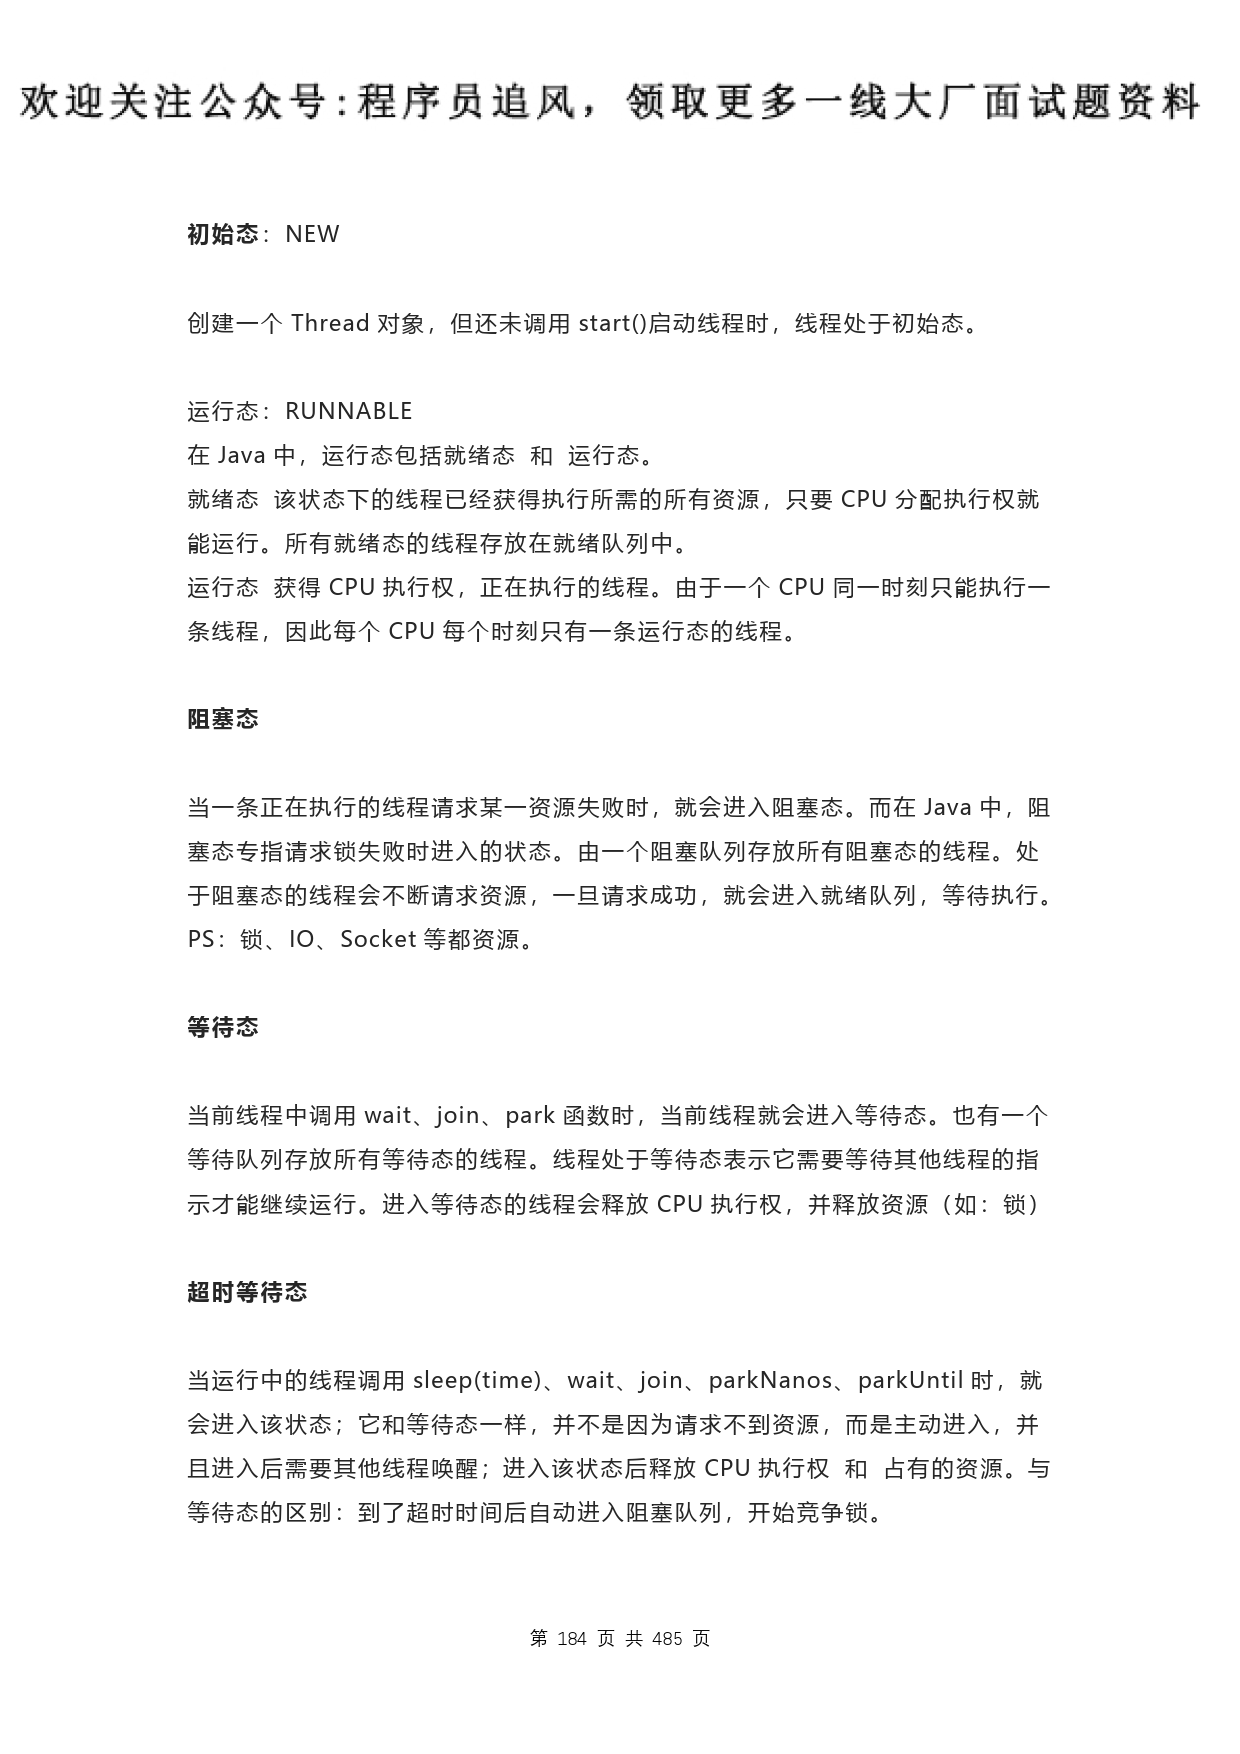 欢迎关注公众号:程序员追风，领取更多一线大厂面试题资料
初始态：NEW
创建一个 Thread 对象，但还未调用 start()启动线程时，线程处于初始态。
运行态：RUNNABLE
在 Java 中，运行态包括就绪态 和 运行态。
就绪态 该状态下的线程已经获得执行所需的所有资源，只要 CPU 分配执行权就
能运行。所有就绪态的线程存放在就绪队列中。
运行态 获得 CPU 执行权，正在执行的线程。由于一个 CPU 同一时刻只能执行一
条线程，因此每个 CPU 每个时刻只有一条运行态的线程。
阻塞态
当一条正在执行的线程请求某一资源失败时，就会进入阻塞态。而在 Java 中，阻
塞态专指请求锁失败时进入的状态。由一个阻塞队列存放所有阻塞态的线程。处
于阻塞态的线程会不断请求资源，一旦请求成功，就会进入就绪队列，等待执行。
PS：锁、IO、Socket 等都资源。
等待态
当前线程中调用 wait、join、park 函数时，当前线程就会进入等待态。也有一个
等待队列存放所有等待态的线程。线程处于等待态表示它需要等待其他线程的指
示才能继续运行。进入等待态的线程会释放 CPU 执行权，并释放资源（如：锁）
超时等待态
当运行中的线程调用 sleep(time)、wait、join、parkNanos、parkUntil 时，就
会进入该状态；它和等待态一样，并不是因为请求不到资源，而是主动进入，并
且进入后需要其他线程唤醒；进入该状态后释放 CPU 执行权 和 占有的资源。与
等待态的区别：到了超时时间后自动进入阻塞队列，开始竞争锁。
第 184 页 共 485 页